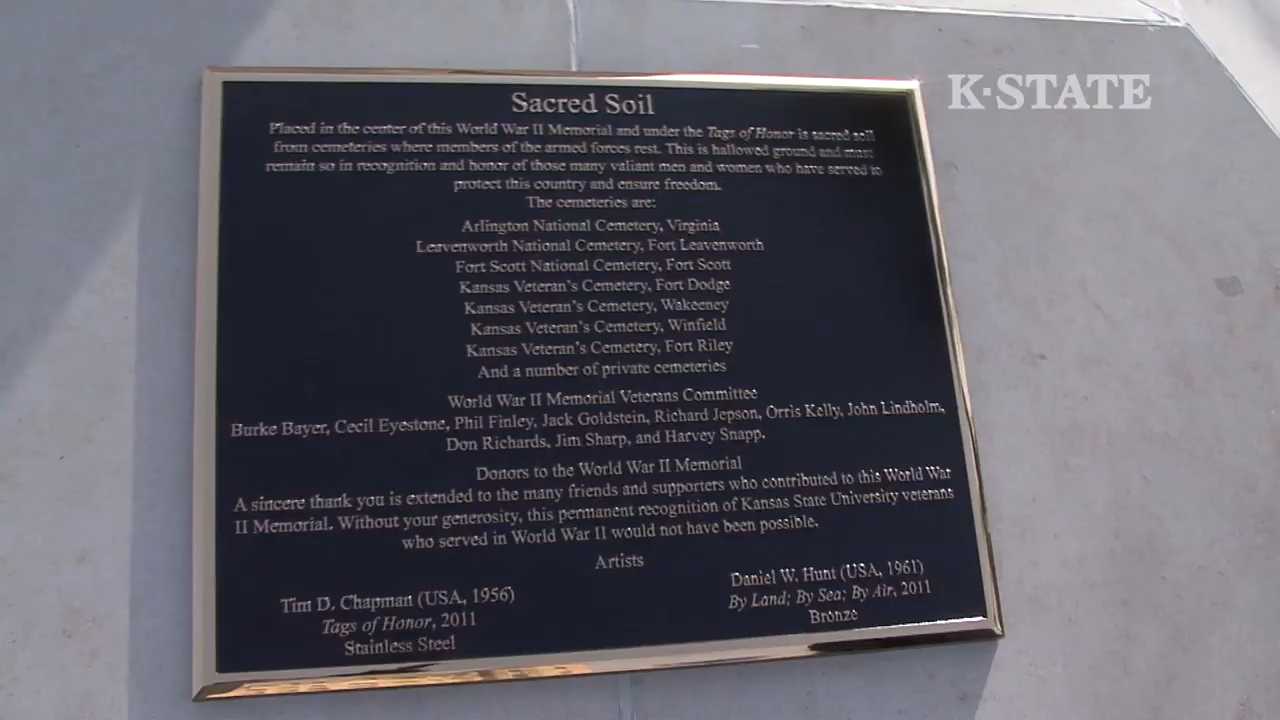 K-STATE
Sacred Soil
Placed in the center of this World War II Memorial and under the Tags of Honor is sacred soil
from cemeteries where members of the armed forces rest. This is hallowed ground and must
remain so in recognition and honor of those many valiant men and women who have served to
protect this country and ensure freedom.
The cemeteries are:
Arlington National Cemetery, Virginia
Leavenworth National Cemetery, Fort Leavenworth
Fort Scott National Cemetery, Fort Scott
Kansas Veteran's Cemetery, Fort Dodge
Kansas Veteran's Cemetery, Wakeeney
Kansas Veteran's Cemetery, Winfield
Kansas Veteran's Cemetery, Fort Riley
And a number of private cemeteries
World War II Memorial Veterans Committee
Burke Bayer, Cecil Eyestone, Phil Finley, Jack Goldstein, Richard Jepson, Orris Kelly, John Lindholm,
Don Richards, Jim Sharp, and Harvey Snapp.
Donors to the World War II Memorial
A sincere thank you is extended to the many friends and supporters who contributed to this World War
II Memorial. Without your generosity, this permanent recognition of Kansas State University veterans
who served in World War II would not have been possible.
Artists
Tim D. Chapman (USA, 1956)
Tags of Honor, 2011
Stainless Steel
Daniel W. Hunt (USA, 1961)
By Land; By Sea; By Air, 2011
Bronze